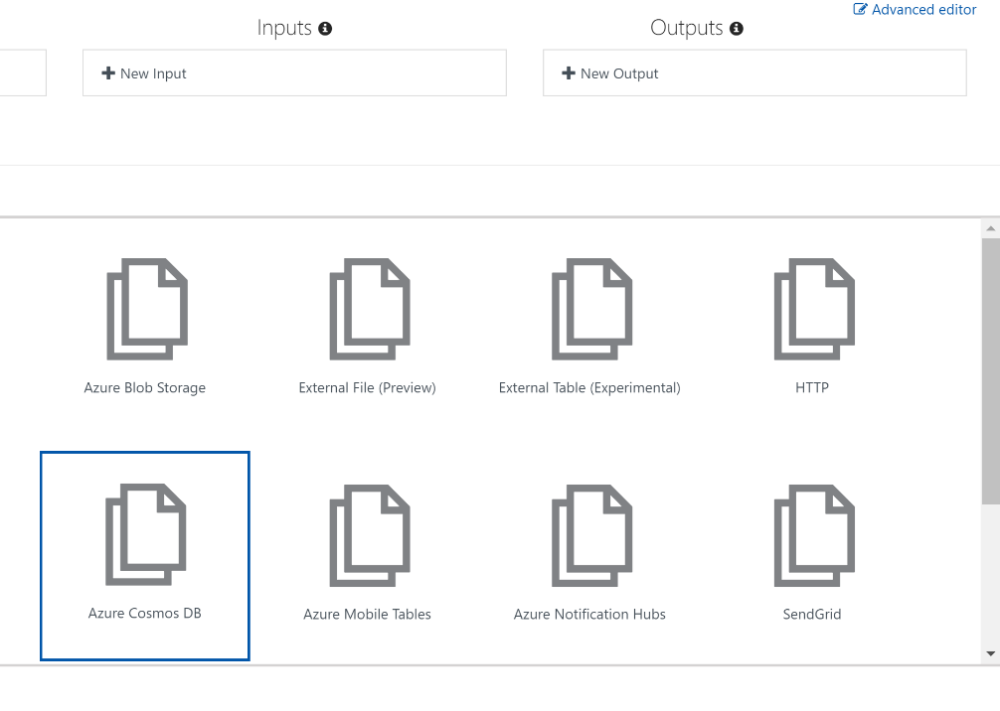 Advanced editor
Inputs
Outputs
New Input
New Output
Azure Blob Storage
External File (Preview)
External Table (Experimental)
HTTP
Azure Cosmos DB
Azure Mobile Tables
Azure Notification Hubs
SendGrid